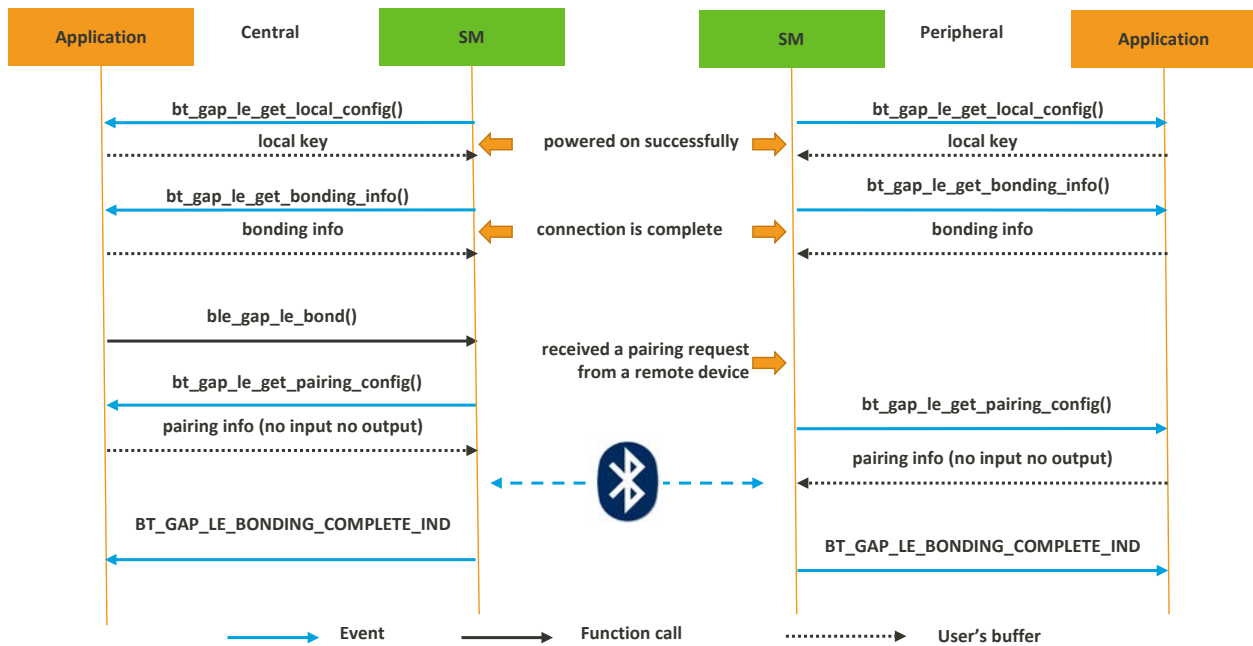 Application
Central
SM
SM
Peripheral
Application
bt_gap_le_get_local_config()
bt_gap_le_get_local_config()
local key
powered on successfully
local key
bt_gap_le_get_bonding_info()
bt_gap_le_get_bonding_info()
bonding info
connection is complete
bonding info
ble_gap_le_bond()
received a pairing request
from a remote device
bt_gap_le_get_pairing_config()
bt_gap_le_get_pairing_config()
pairing info (no input no output)
pairing info (no input no output)
BT_GAP_LE_BONDING_COMPLETE_IND
BT_GAP_LE_BONDING_COMPLETE_IND
Event
Function call
User's buffer